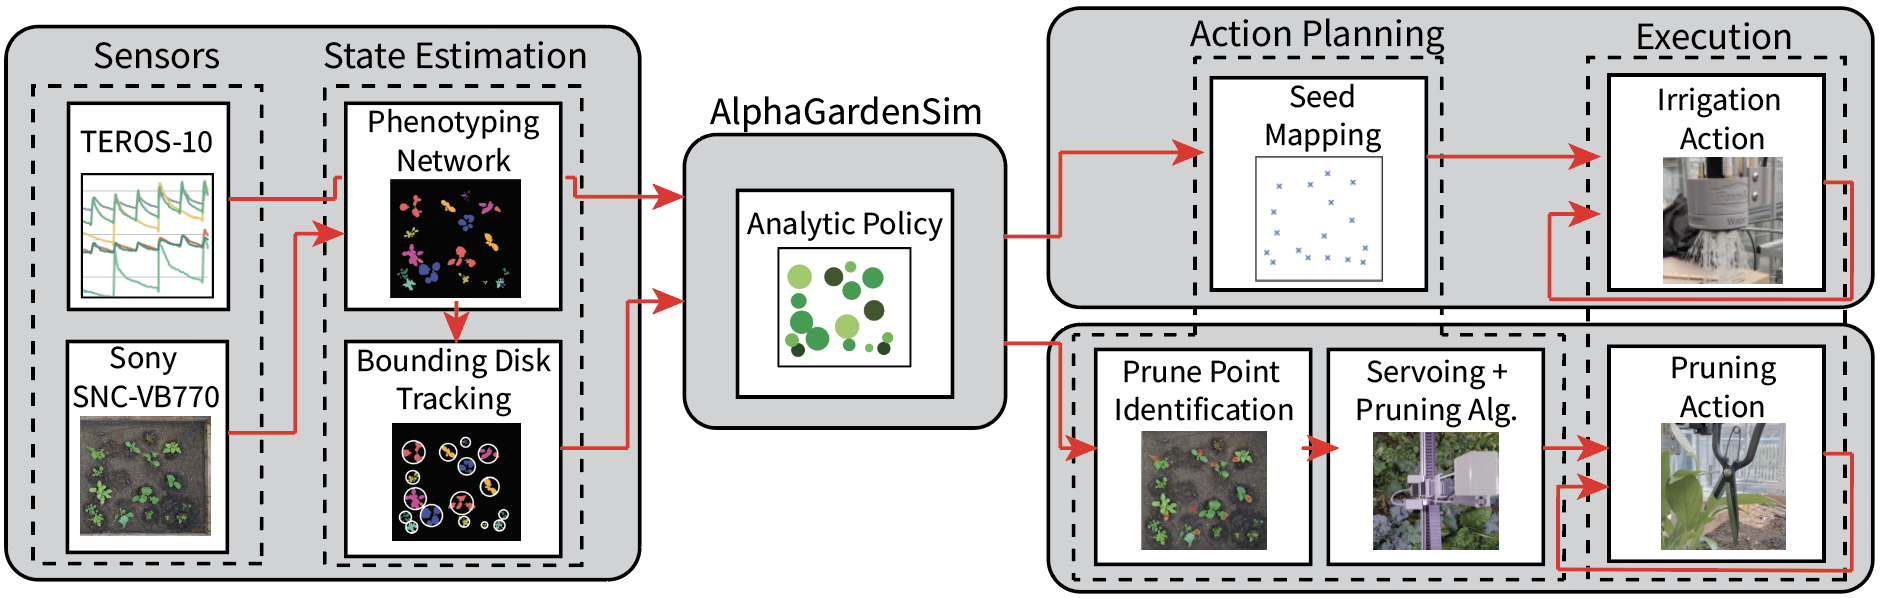 Sensors
State Estimation
TEROS-10
Sony
SNC-VB770
Phenotyping
Network
Bounding Disk
Tracking
AlphaGardenSim
Analytic Policy
Action Planning
Execution
Seed
Mapping
Irrigation
Action
Prune Point
Identification
Servoing +
Pruning Alg.
Pruning
Action